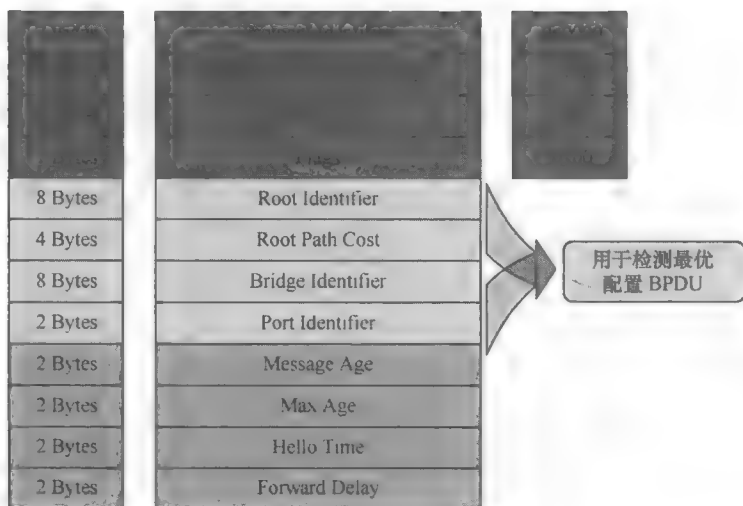 8 Bytes Root Identifier
4 Bytes Root Path Cost
8 Bytes Bridge Identifier
2 Bytes Port Identifier
2 Bytes Message Age
2 Bytes Max Age
2 Bytes Hello Time
2 Bytes Forward Delay
用于检测最优
配置 BPDU